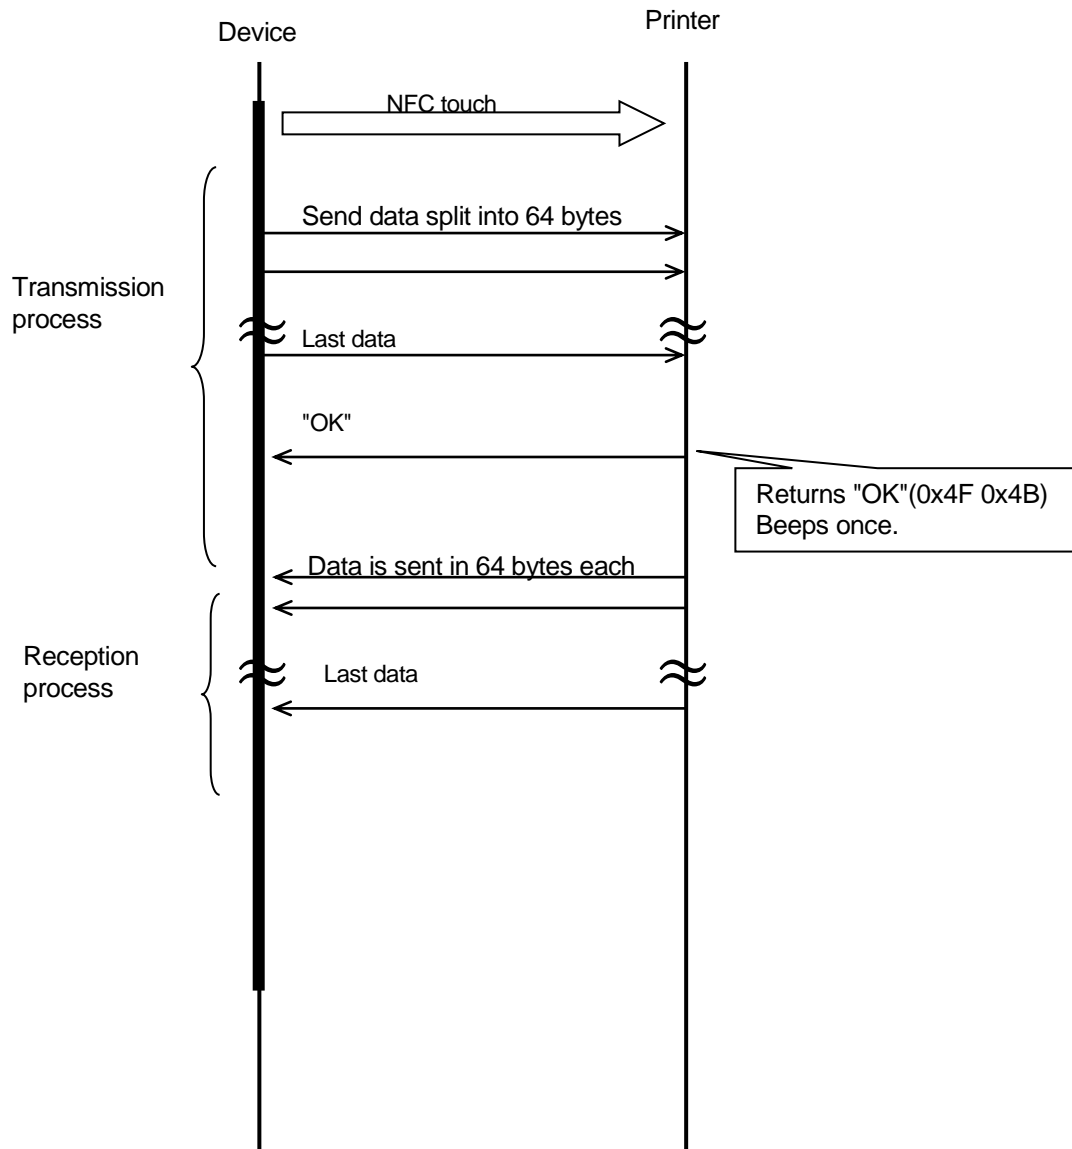 Device
Printer
NFC touch
Send data split into 64 bytes
Transmission
process
Last data
"OK"
Returns "OK"(0x4F 0x4B)
Beeps once.
Data is sent in 64 bytes each
Reception
process
Last data